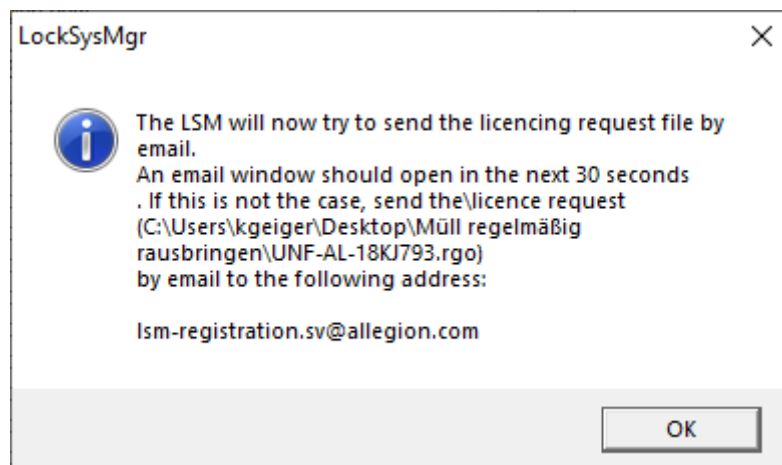 LockSysMgr
The LSM will now try to send the licencing request file by
email.
An email window should open in the next 30 seconds
. If this is not the case, send the\licence request
(C:\Users\kgeiger\Desktop\Müll regelmäßig
rausbringen\UNF-AL-18KJ793.rgo)
by email to the following address:
lsm-registration.sv@allegion.com
OK